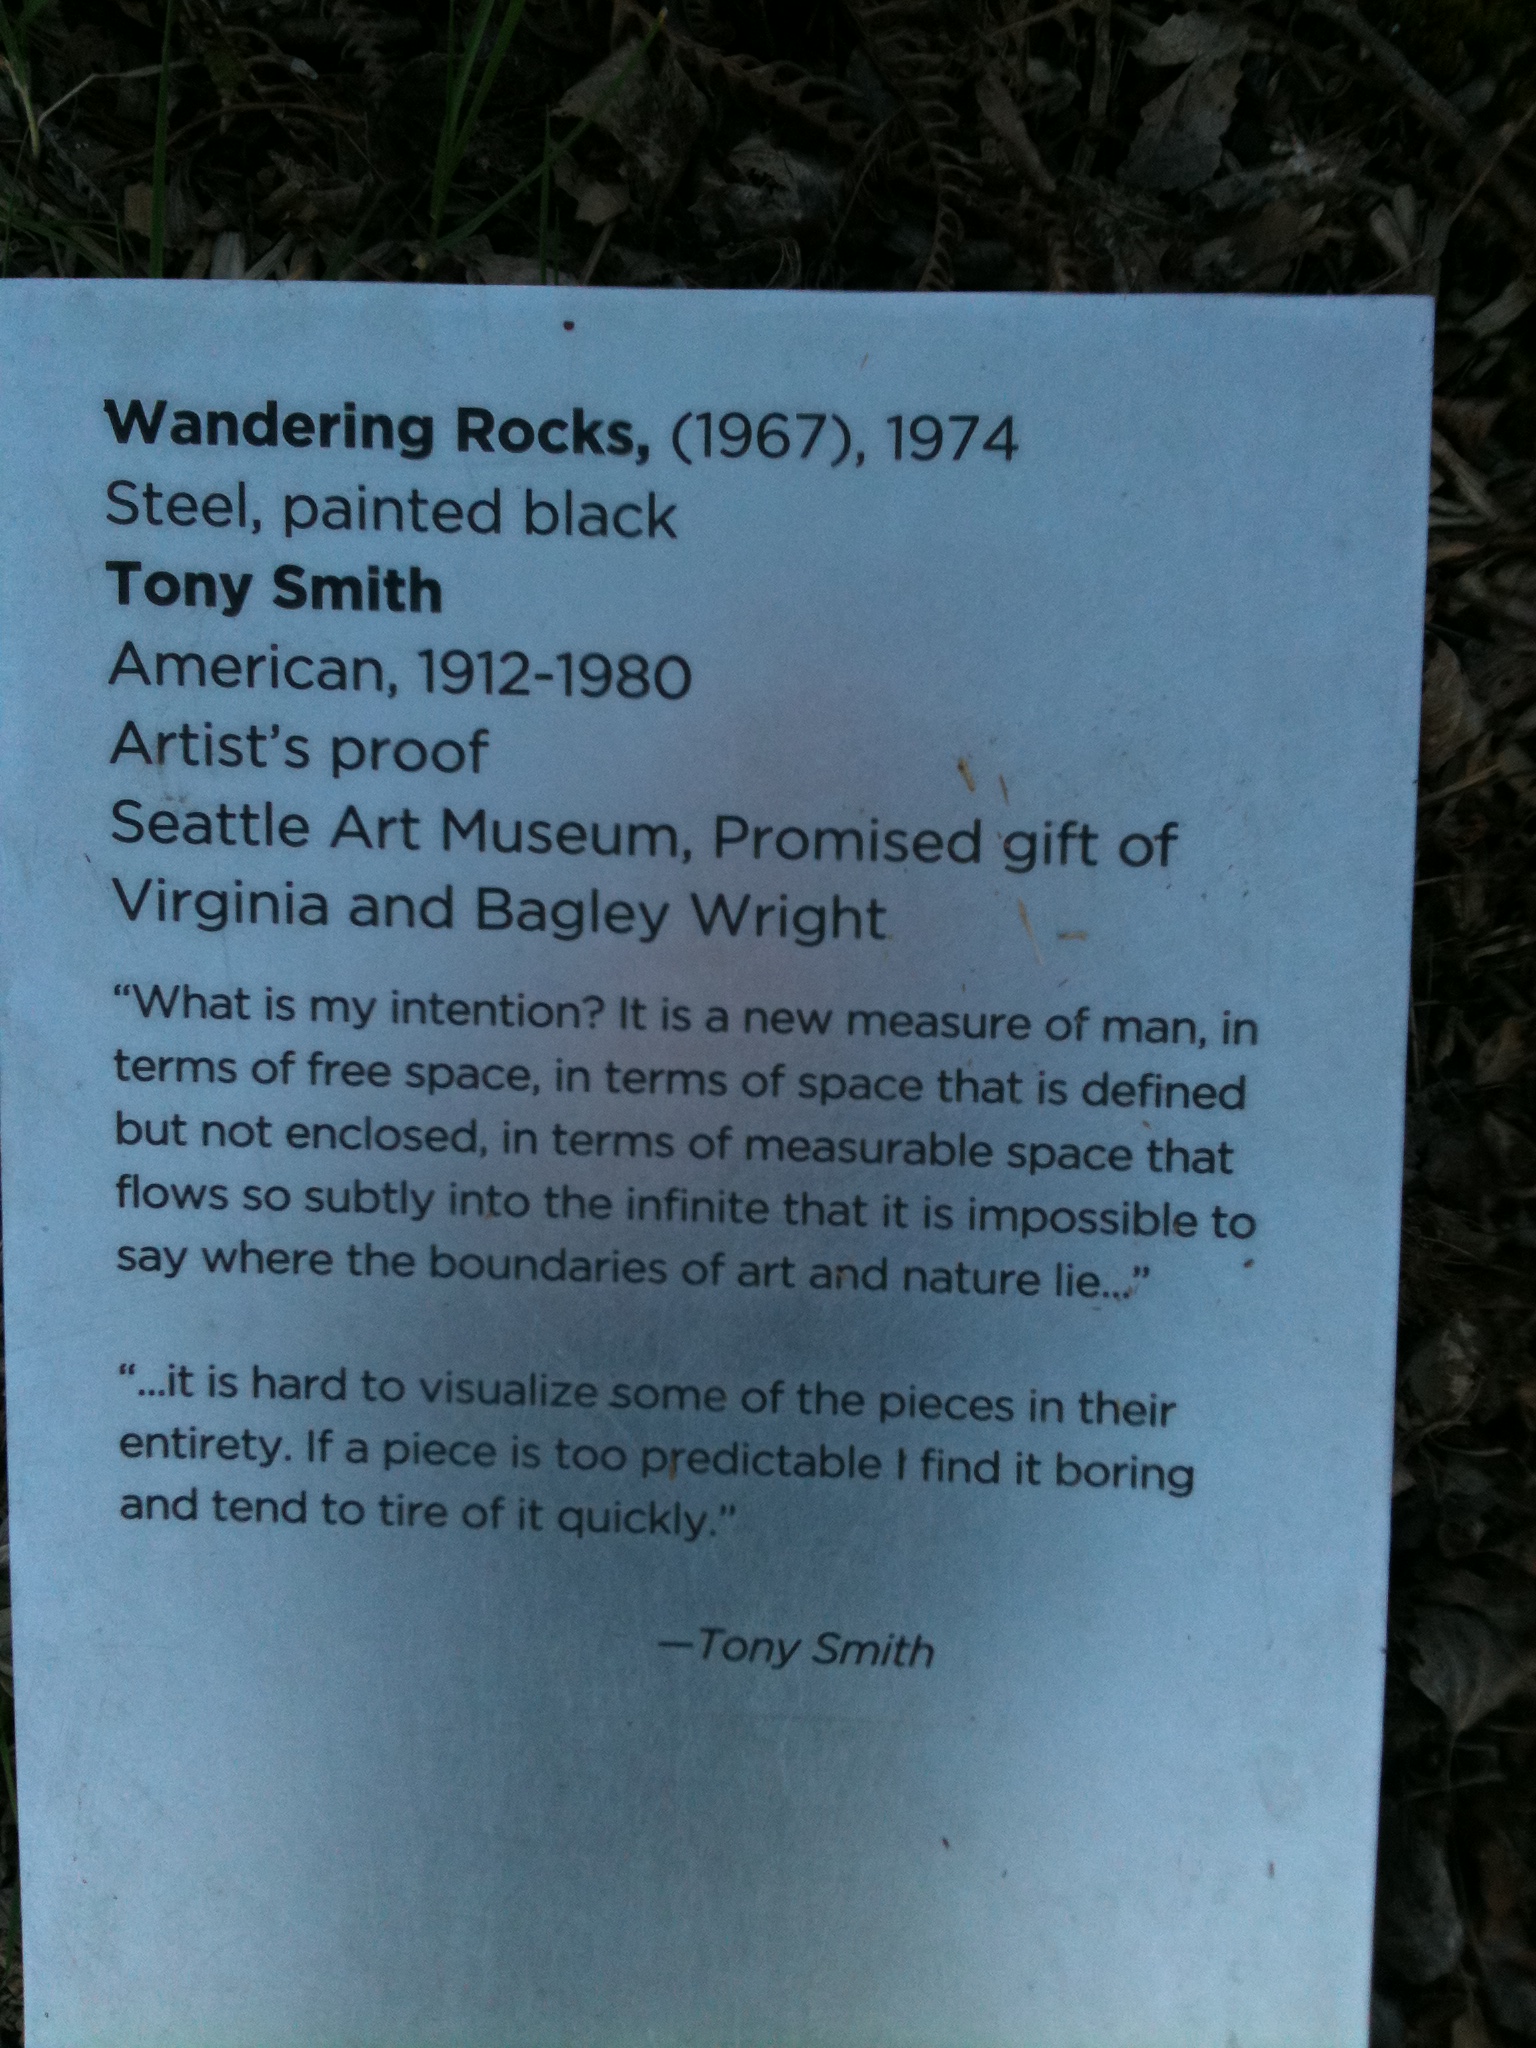 Wandering Rocks, (1967), 1974
Steel, painted black
Tony Smith
American, 1912-1980
Artist's proof
Seattle Art Museum, Promised gift of
Virginia and Bagley Wright
“What is my intention? It is a new measure of man, in
terms of free space, in terms of space that is defined
but not enclosed, in terms of measurable space that
flows so subtly into the infinite that it is impossible to
say where the boundaries of art and nature lie...”
“...it is hard to visualize some of the pieces in their
entirety. If a piece is too predictable I find it boring
and tend to tire of it quickly.”
—Tony Smith